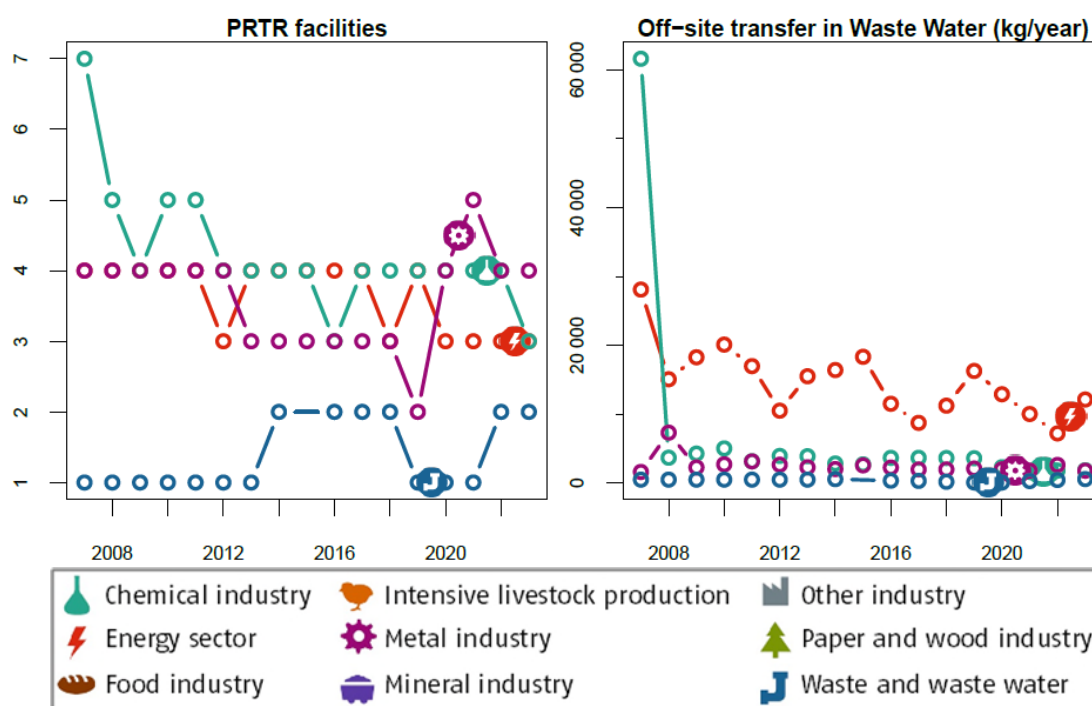 PRTR facilities
7
6
5
4
3
2
1
2008 2012 2016 2020
Off−site transfer in Waste Water (kg/year)
60 000
40 000
20 000
0
2008 2012 2016 2020
Chemical industry Intensive livestock production Other industry
Energy sector Metal industry Paper and wood industry
Food industry Mineral industry Waste and waste water